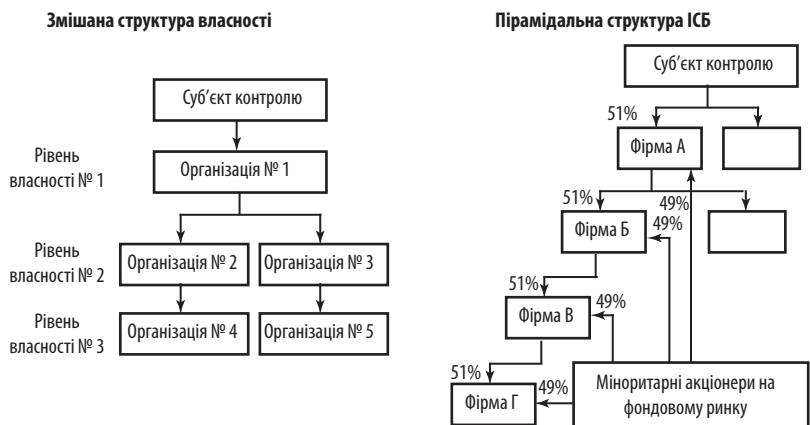 Змішана структура власності
Суб’єкт контролю
Рівень
власності № 1
Організація № 1
Рівень
власності № 2
Організація № 2
Організація № 3
Рівень
власності № 3
Організація № 4
Організація № 5
Пірамідальна структура ІСБ
Суб’єкт контролю
51%
Фірма А
51%
49%
Фірма Б
49%
51%
Фірма В
49%
51%
Фірма Г
49%
Міноритарні акціонери на
фондовому ринку